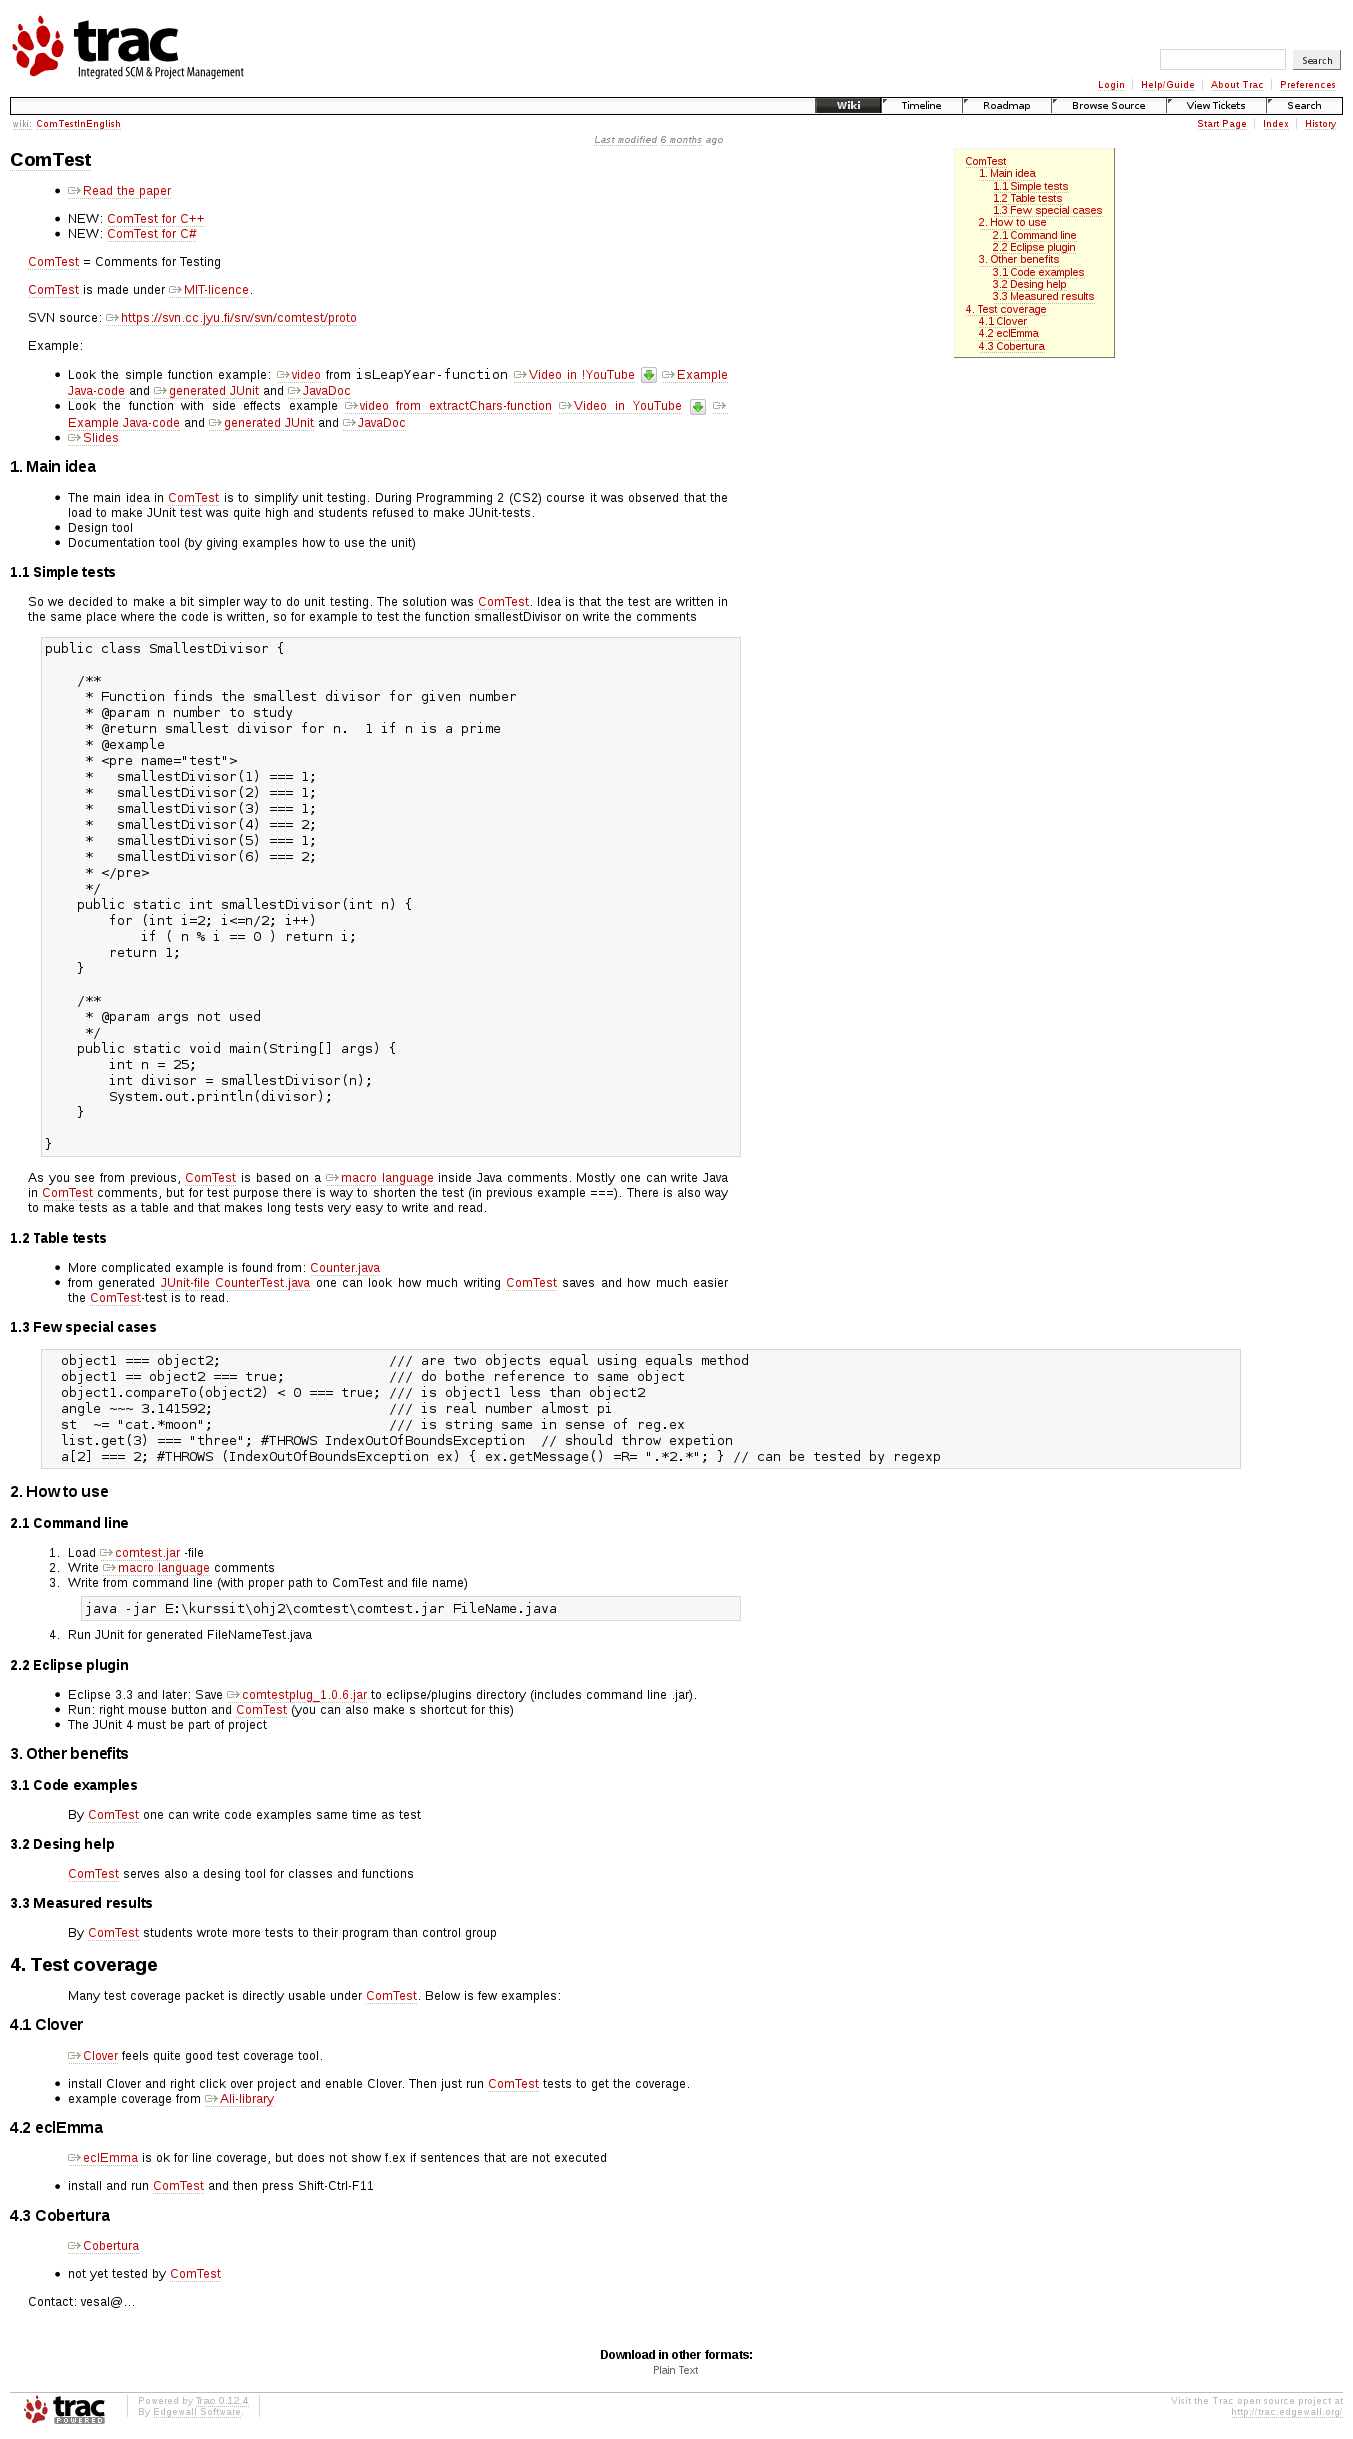 trac
Integrated SCM & Project Management
Search
Login Help/Guide About Trac Preferences
Wiki Timeline Roadmap Browse Source View Tickets Search
wiki: ComTestInEnglish
Start Page Index History
Last modified 6 months ago
ComTest
1. Main idea
1.1 Simple tests
1.2 Table tests
1.3 Few special cases
2. How to use
2.1 Command line
2.2 Eclipse plugin
3. Other benefits
3.1 Code examples
3.2 Desing help
3.3 Measured results
4. Test coverage
4.1 Clover
4.2 eclEmma
4.3 Cobertura
ComTest
• Read the paper
• NEW: ComTest for C++
• NEW: ComTest for C#
ComTest = Comments for Testing
ComTest is made under MIT-licence.
SVN source: https://svn.cc.jyu.fi/srv/svn/comtest/proto
Example:
• Look the simple function example: video from isLeapYear-function Video in !YouTube Example
Java-code and generated JUnit and JavaDoc
• Look the function with side effects example video from extractChars-function Video in YouTube
Example Java-code and generated JUnit and JavaDoc
• Slides
1. Main idea
• The main idea in ComTest is to simplify unit testing. During Programming 2 (CS2) course it was observed that the
load to make JUnit test was quite high and students refused to make JUnit-tests.
• Design tool
• Documentation tool (by giving examples how to use the unit)
1.1 Simple tests
So we decided to make a bit simpler way to do unit testing. The solution was ComTest. Idea is that the test are written in
the same place where the code is written, so for example to test the function smallestDivisor on write the comments
public class SmallestDivisor {
/**
* Function finds the smallest divisor for given number
* @param n number to study
* @return smallest divisor for n.  1 if n is a prime
* @example
* <pre name="test">
*   smallestDivisor(1) === 1;
*   smallestDivisor(2) === 1;
*   smallestDivisor(3) === 1;
*   smallestDivisor(4) === 2;
*   smallestDivisor(5) === 1;
*   smallestDivisor(6) === 2;
* </pre>
*/
public static int smallestDivisor(int n) {
for (int i=2; i<=n/2; i++)
if ( n % i == 0 ) return i;
return 1;
}
/**
* @param args not used
*/
public static void main(String[] args) {
int n = 25;
int divisor = smallestDivisor(n);
System.out.println(divisor);
}
}
As you see from previous, ComTest is based on a macro language inside Java comments. Mostly one can write Java
in ComTest comments, but for test purpose there is way to shorten the test (in previous example ===). There is also way
to make tests as a table and that makes long tests very easy to write and read.
1.2 Table tests
• More complicated example is found from: Counter.java
• from generated JUnit-file CounterTest.java one can look how much writing ComTest saves and how much easier
the ComTest-test is to read.
1.3 Few special cases
object1 === object2;                     /// are two objects equal using equals method
object1 == object2 === true;             /// do bothe reference to same object
object1.compareTo(object2) < 0 === true; /// is object1 less than object2
angle ~~~ 3.141592;                      /// is real number almost pi
st  ~= "cat.*moon";                      /// is string same in sense of reg.ex
list.get(3) === "three"; #THROWS IndexOutOfBoundsException  // should throw expetion
a[2] === 2; #THROWS (IndexOutOfBoundsException ex) { ex.getMessage() =R= ".*2.*"; } // can be tested by regexp
2. How to use
2.1 Command line
1. Load comtest.jar -file
2. Write macro language comments
3. Write from command line (with proper path to ComTest and file name)
java -jar E:\kurssit\ohj2\comtest\comtest.jar FileName.java
4. Run JUnit for generated FileNameTest.java
2.2 Eclipse plugin
• Eclipse 3.3 and later: Save comtestplug_1.0.6.jar to eclipse/plugins directory (includes command line .jar).
• Run: right mouse button and ComTest (you can also make s shortcut for this)
• The JUnit 4 must be part of project
3. Other benefits
3.1 Code examples
By ComTest one can write code examples same time as test
3.2 Desing help
ComTest serves also a desing tool for classes and functions
3.3 Measured results
By ComTest students wrote more tests to their program than control group
4. Test coverage
Many test coverage packet is directly usable under ComTest. Below is few examples:
4.1 Clover
Clover feels quite good test coverage tool.
• install Clover and right click over project and enable Clover. Then just run ComTest tests to get the coverage.
• example coverage from Ali-library
4.2 eclEmma
eclEmma is ok for line coverage, but does not show f.ex if sentences that are not executed
• install and run ComTest and then press Shift-Ctrl-F11
4.3 Cobertura
Cobertura
• not yet tested by ComTest
Contact: vesal@…
Download in other formats:
Plain Text
trac POWERED
Powered by Trac 0.12.4
By Edgewall Software.
Visit the Trac open source project at
http://trac.edgewall.org/